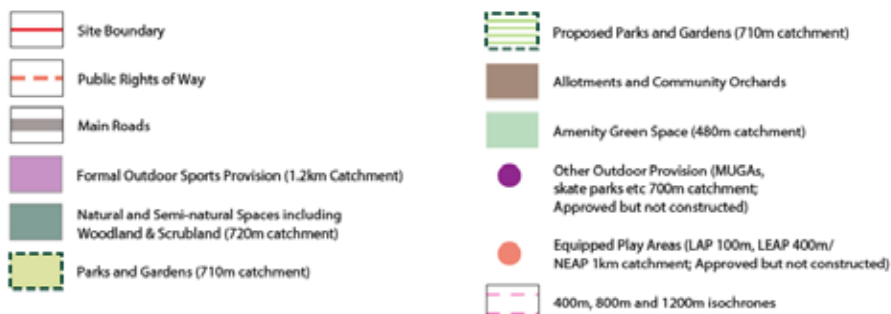 Site Boundary
Public Rights of Way
Main Roads
Formal Outdoor Sports Provision (1.2km Catchment)
Natural and Semi-natural Spaces including
Woodland & Scrubland (720m catchment)
Parks and Gardens (710m catchment)
Proposed Parks and Gardens (710m catchment)
Allotments and Community Orchards
Amenity Green Space (480m catchment)
Other Outdoor Provision (MUGAs,
skate parks etc 700m catchment;
Approved but not constructed)
Equipped Play Areas (LAP 100m, LEAP 400m/
NEAP 1km catchment; Approved but not constructed)
400m, 800m and 1200m isochrones